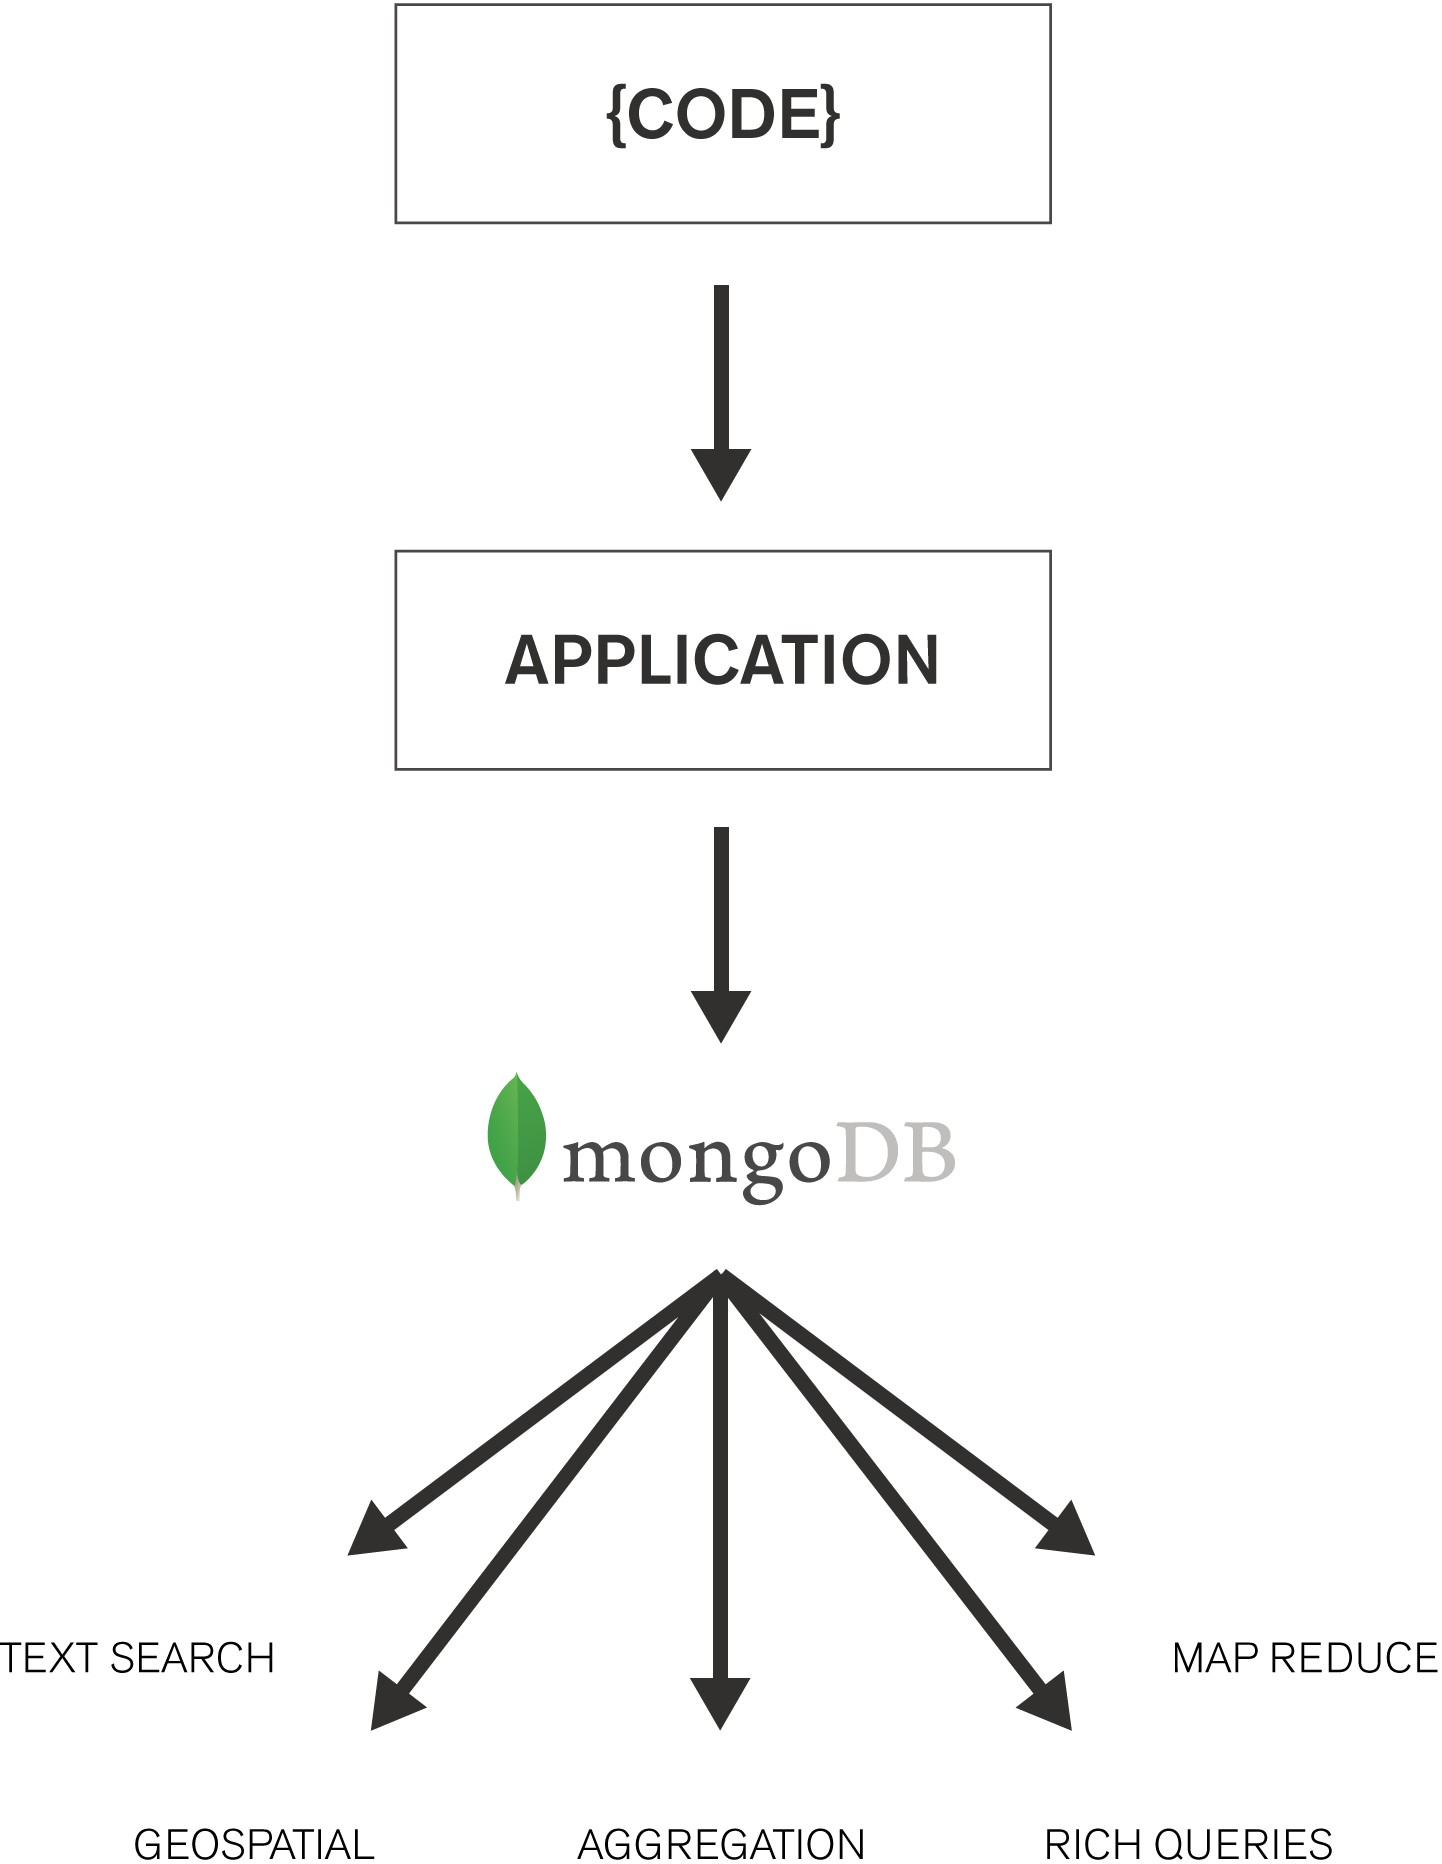 {CODE}
APPLICATION
mongoDB
TEXT SEARCH
MAP REDUCE
GEOSPATIAL
AGGREGATION
RICH QUERIES